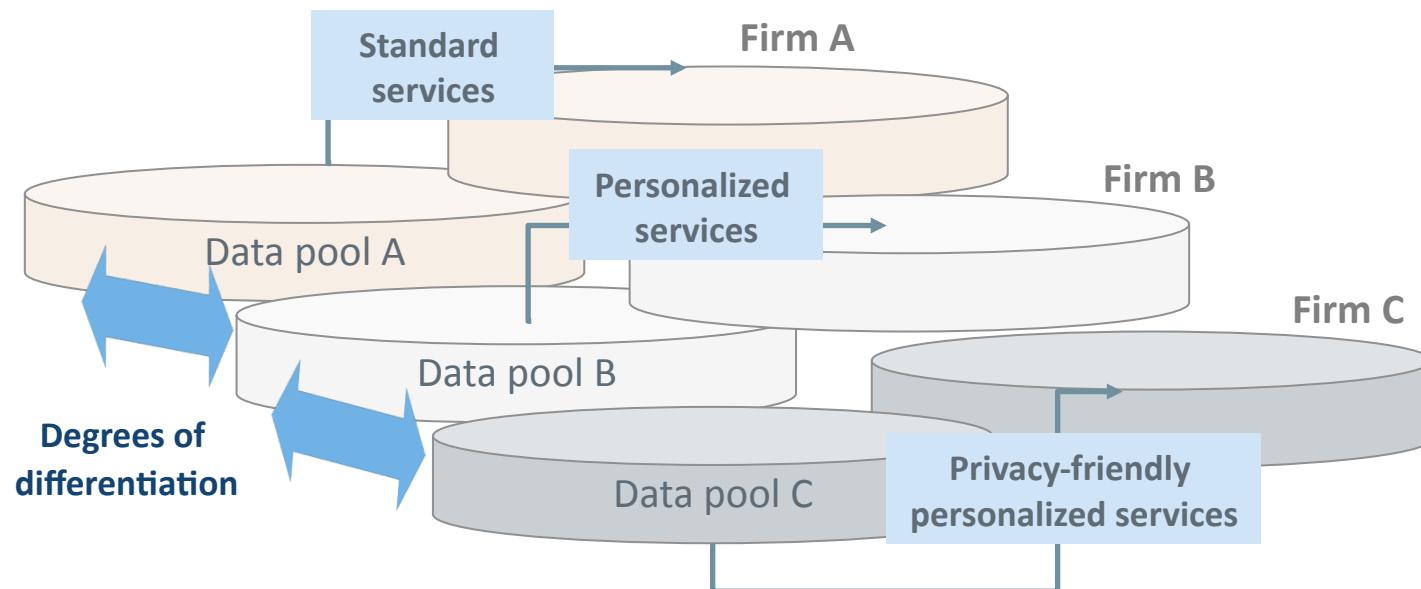 Standard
services
Firm A
Personalized
services
Firm B
Data pool A
Firm C
Data pool B
Degrees of
differentiation
Privacy-friendly
personalized services
Data pool C